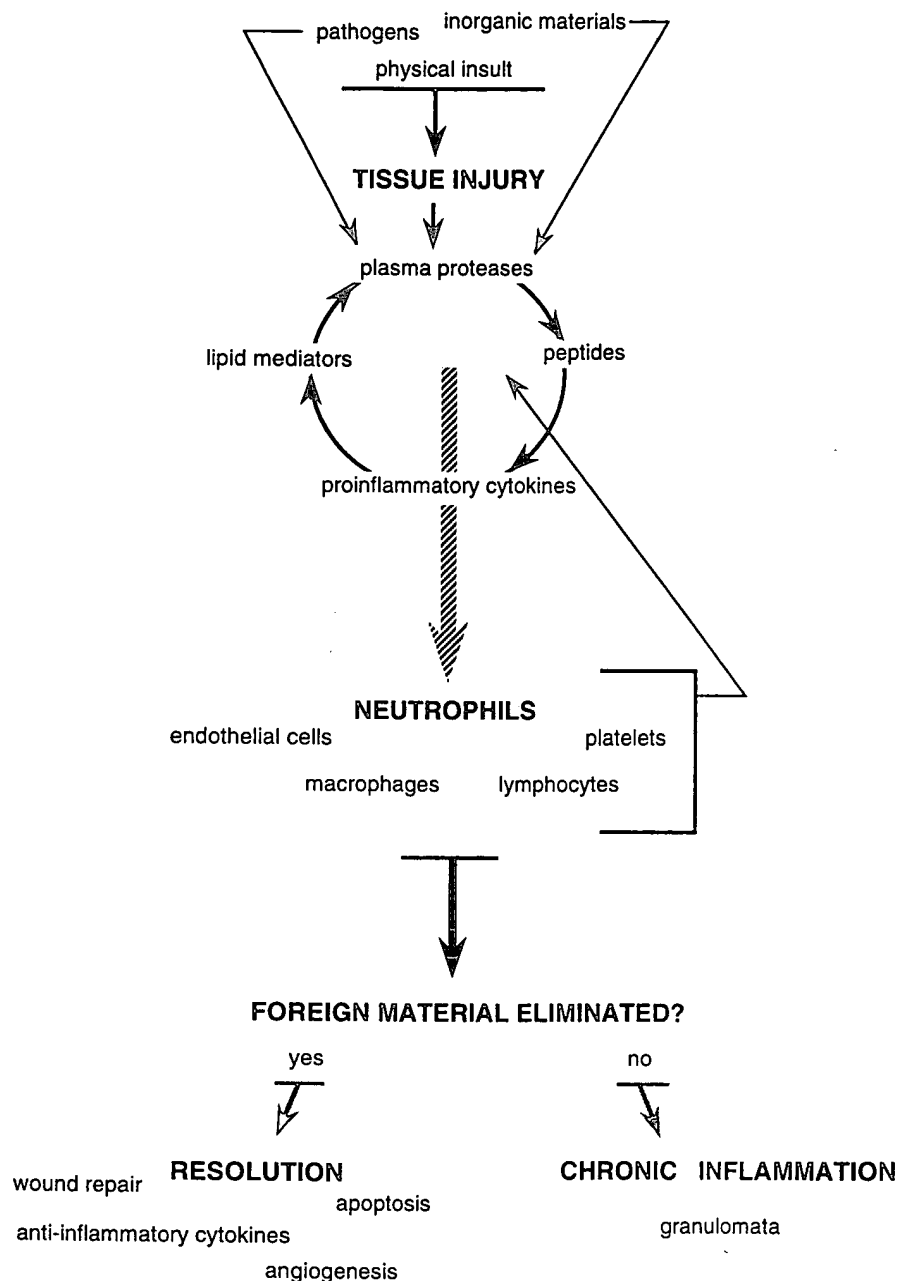 pathogens
inorganic materials
physical insult
TISSUE INJURY
plasma proteases
lipid mediators
peptides
proinflammatory cytokines
NEUTROPHILS
endothelial cells
platelets
macrophages
lymphocytes
FOREIGN MATERIAL ELIMINATED?
yes
no
RESOLUTION
CHRONIC INFLAMMATION
wound repair
apoptosis
anti-inflammatory cytokines
granulomata
angiogenesis